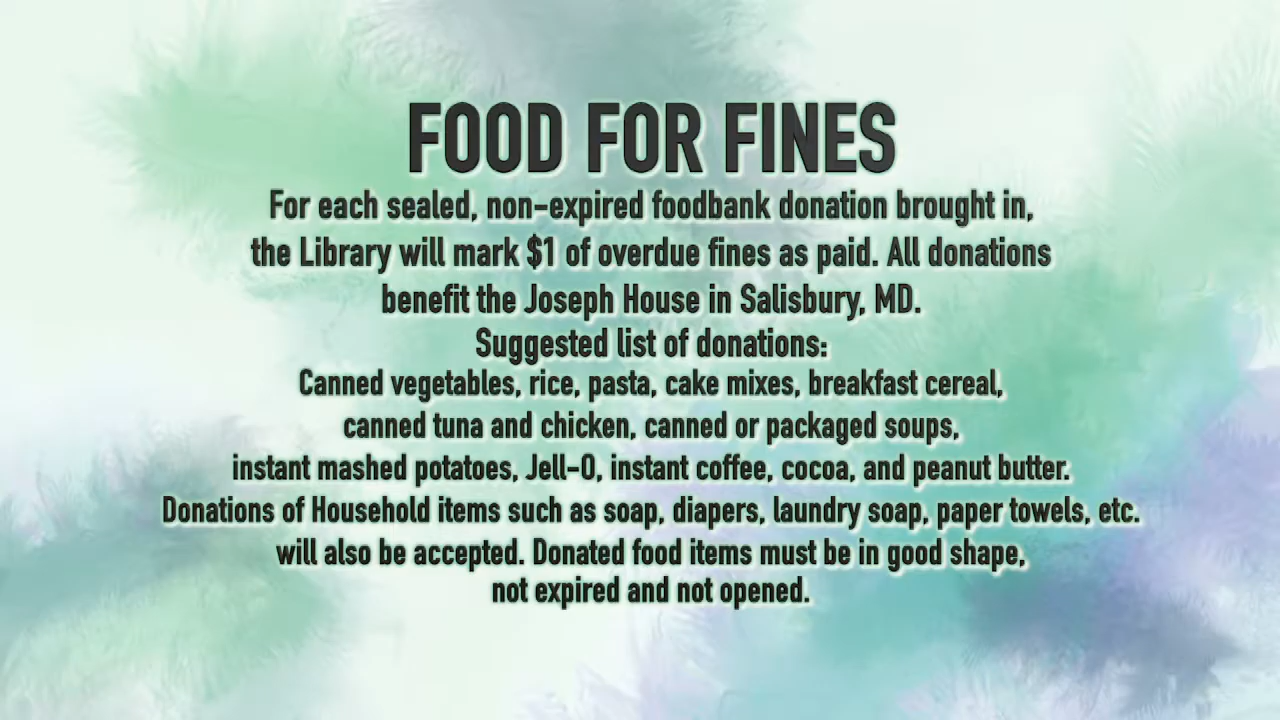 FOOD FOR FINES
For each sealed, non-expired foodbank donation brought in,
the Library will mark $1 of overdue fines as paid. All donations
benefit the Joseph House in Salisbury, MD.
Suggested list of donations:
Canned vegetables, rice, pasta, cake mixes, breakfast cereal,
canned tuna and chicken, canned or packaged soups,
instant mashed potatoes, Jell-O, instant coffee, cocoa, and peanut butter.
Donations of Household items such as soap, diapers, laundry soap, paper towels, etc.
will also be accepted. Donated food items must be in good shape,
not expired and not opened.